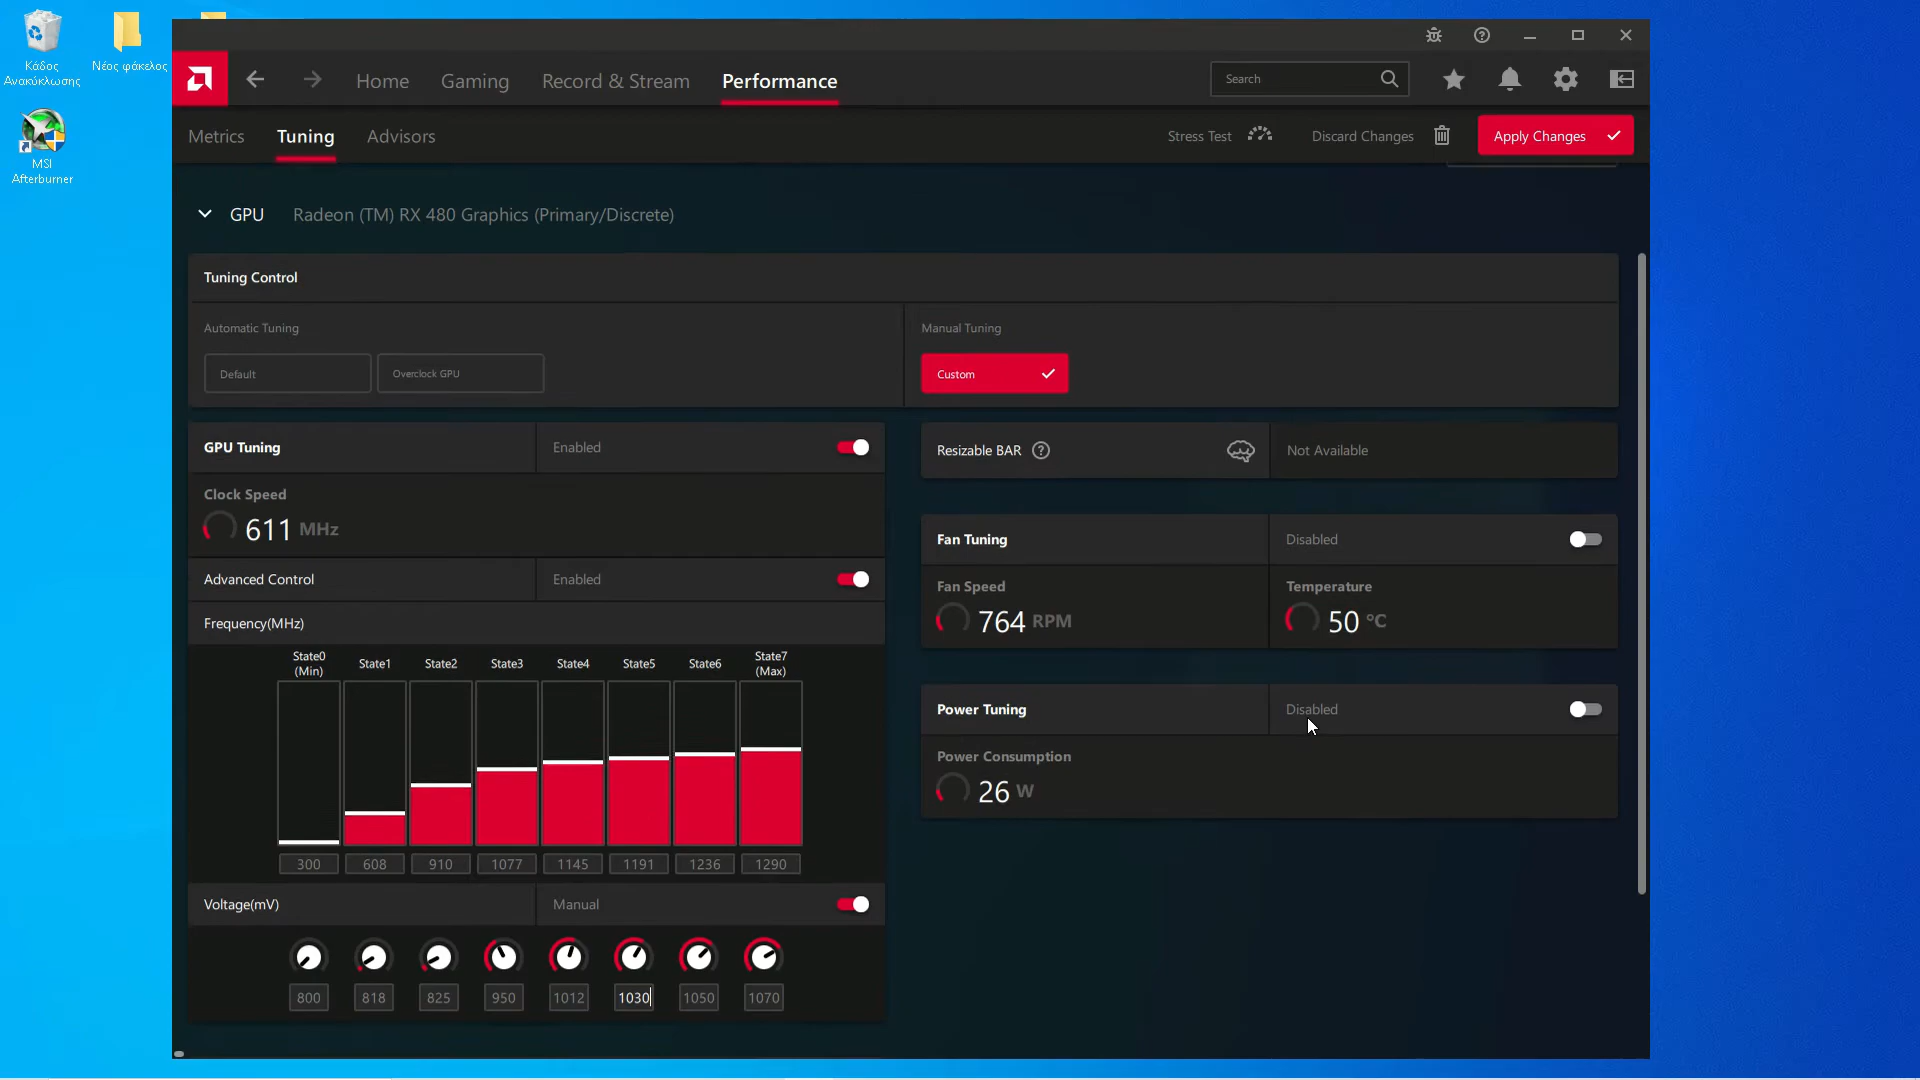 Κάδος
Ανακύκλωσης
Νέος φάκελος
MSI
Afterburner
Home
Gaming
Record & Stream
Performance
Search
Metrics
Tuning
Advisors
Stress Test
Discard Changes
Apply Changes
GPU
Radeon (TM) RX 480 Graphics (Primary/Discrete)
Tuning Control
Automatic Tuning
Manual Tuning
Default
Overclock GPU
Custom
GPU Tuning
Enabled
Clock Speed
611 MHz
Advanced Control
Enabled
Frequency(MHz)
State0
(Min)
State1
State2
State3
State4
State5
State6
State7
(Max)
300
608
910
1077
1145
1191
1236
1290
Voltage(mV)
Manual
800
818
825
950
1012
1030
1050
1070
Resizable BAR
Not Available
Fan Tuning
Disabled
Fan Speed
764 RPM
Temperature
50 °C
Power Tuning
Disabled
Power Consumption
26 W